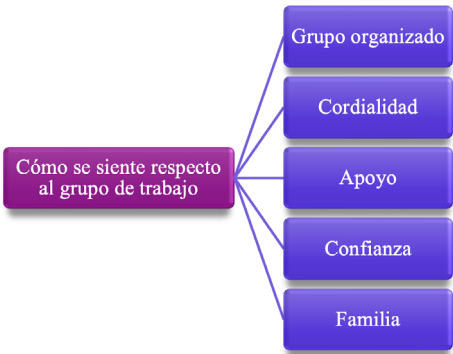 Cómo se siente respecto
al grupo de trabajo
Grupo organizado
Cordialidad
Apoyo
Confianza
Familia